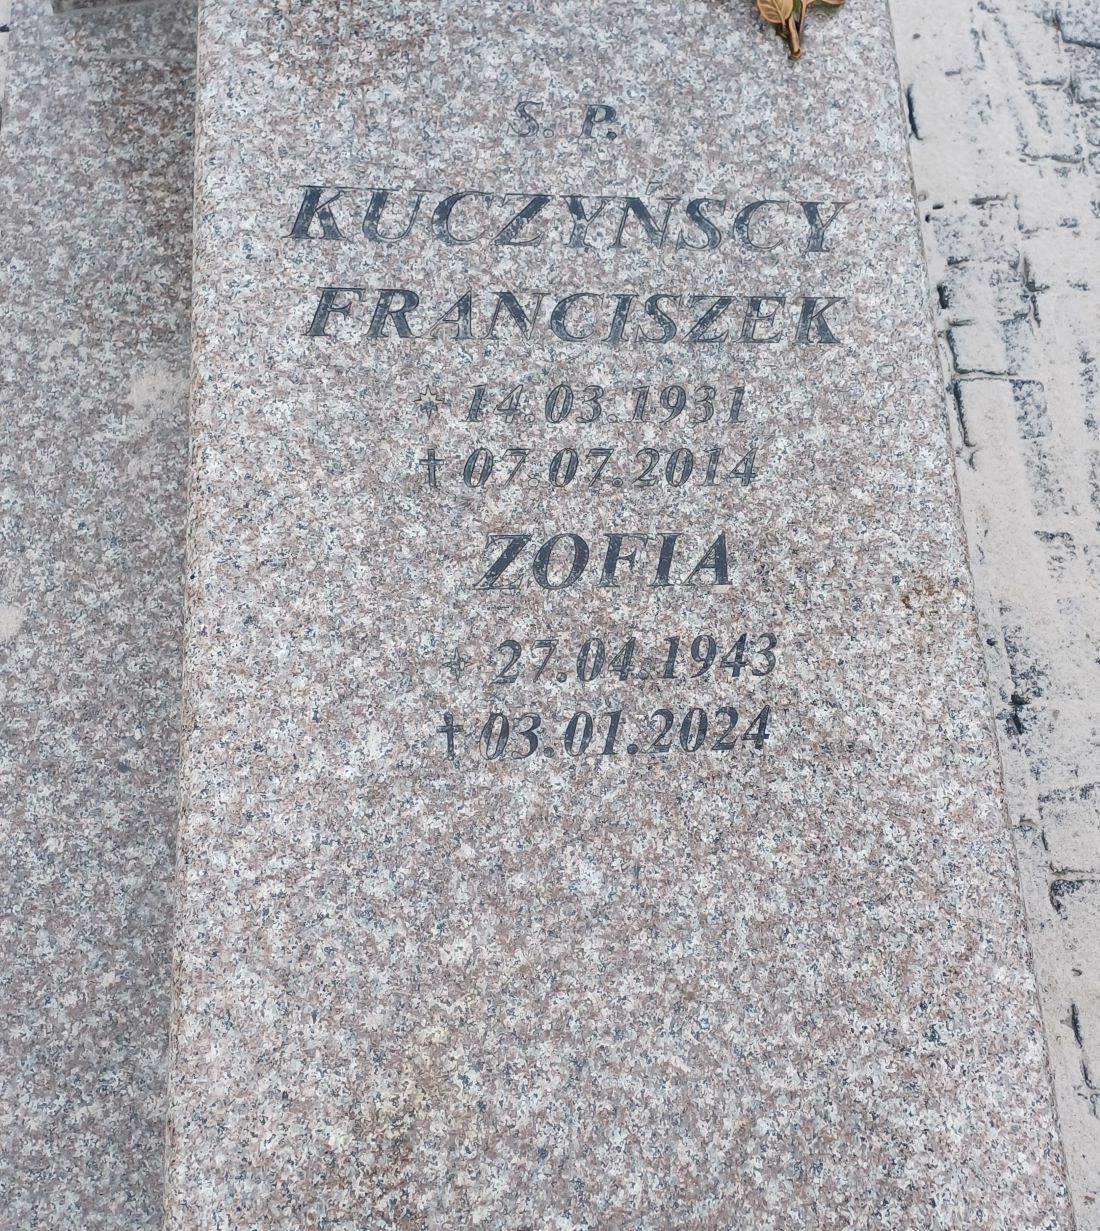 S. P.
KUCZYŃSCY
FRANCISZEK
* 14.03.1931
† 07.07.2014
ZOFIA
* 27.04.1943
† 03.01.2024